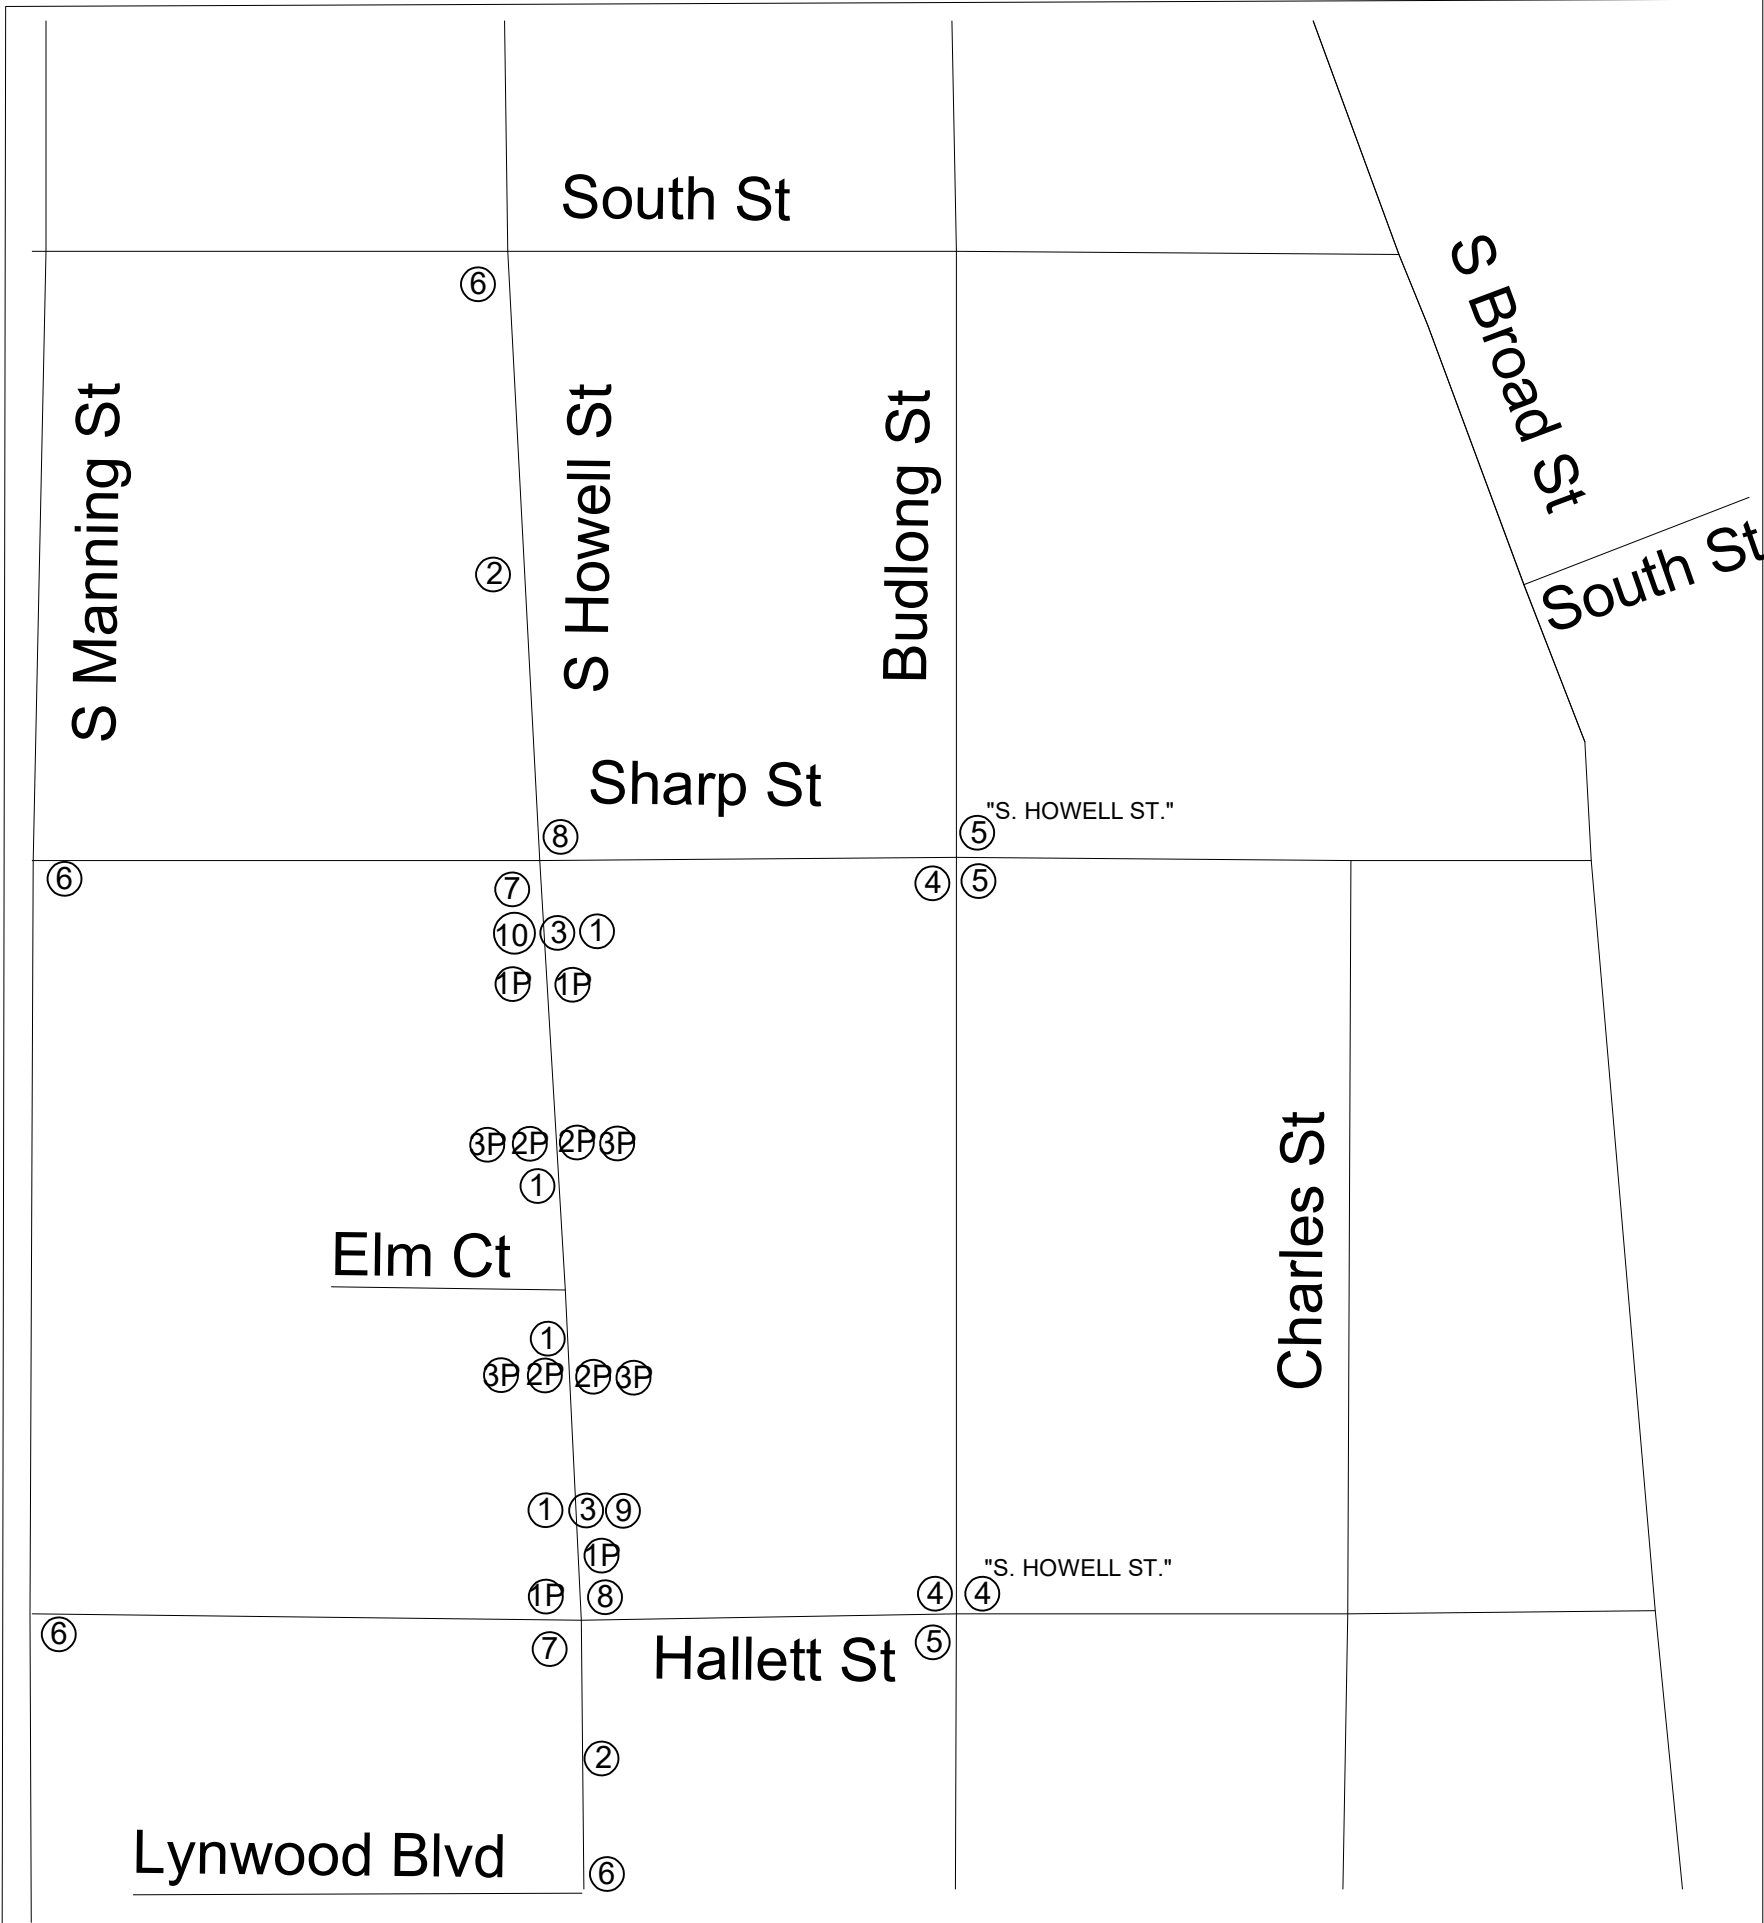 South St
S Broad St
6
S Manning St
S Howell St
Budlong St
2
South St
Sharp St
"S. HOWELL ST."
8
5
6
7
4
5
10
3
1
1P
1P
3P
2P
2P
3P
1
Charles St
Elm Ct
1
3P
2P
2P
3P
1
3
9
1P
"S. HOWELL ST."
1P
8
4
4
6
7
Hallett St
5
2
Lynwood Blvd
6